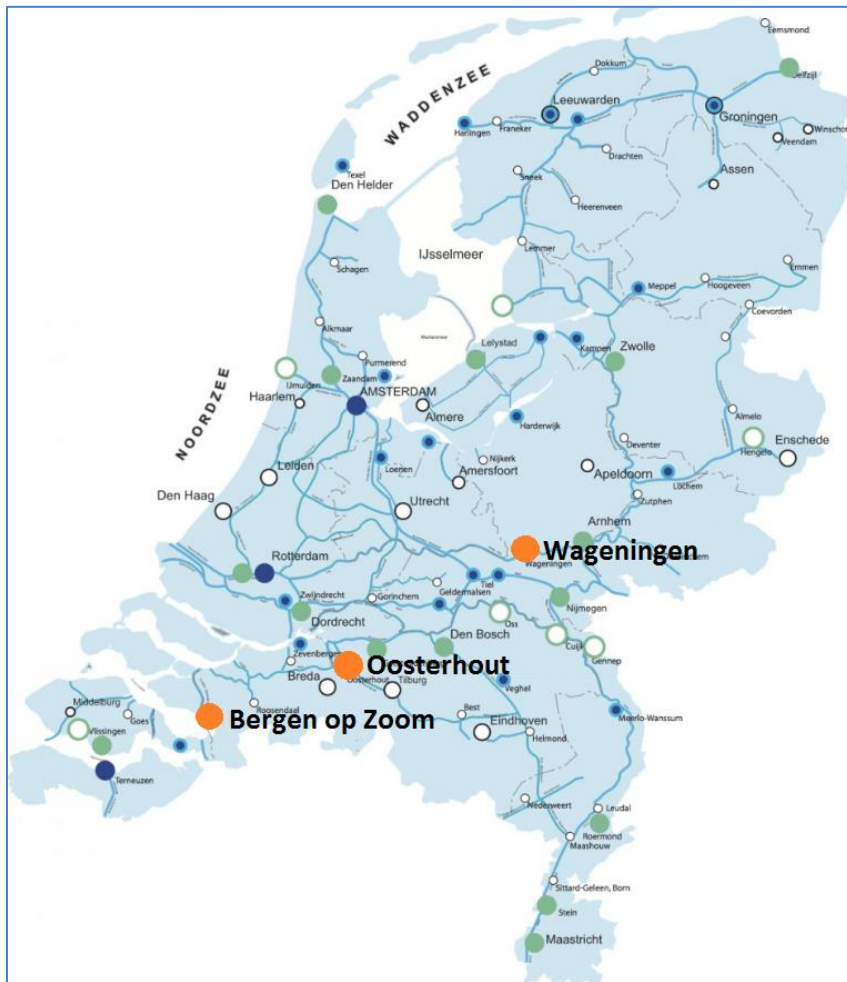 Eemsmond
Dokkum
Delfzijl
WADDENZEE
Leeuwarden
Groningen
Harlingen
Franeker
Winschoten
Veendam
Drachten
Texel
Assen
Sneek
Den Helder
Heerenveen
IJsselmeer
Lemmer
Schagen
Emmen
Meppel
Hoogeveen
Coevorden
Alkmaar
Lelystad
Kampen
Zwolle
Purmerend
NOORDZEE
IJmuiden
Zaandam
AMSTERDAM
Haarlem
Almere
Almelo
Harderwijk
Deventer
Enschede
Hengelo
Nijkerk
Leiden
Loenen
Amersfoort
Apeldoorn
Lochem
Den Haag
Utrecht
Zutphen
Arnhem
Wageningen
Wageningen
Rotterdam
Tiel
Zwijndrecht
Gorinchem
Geldermalsen
Nijmegen
Dordrecht
Oss
Den Bosch
Cuijk
Zevenbergen
Gennep
Oosterhout
Breda
Oosterhout
Tilburg
Veghel
Middelburg
Goes
Roosendaal
Best
Bergen op Zoom
Eindhoven
Vlissingen
Helmond
Terneuzen
Nederweert
Leudal
Roermond
Maashouw
Sittard-Geleen, Born
Stein
Maastricht